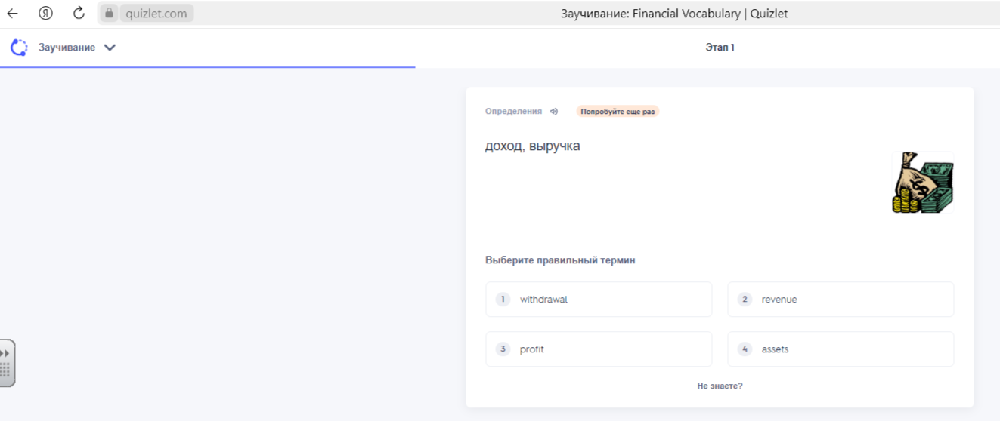 quizlet.com
Заучивание: Financial Vocabulary | Quizlet
Заучивание
Этап 1
Определения
Попробуйте еще раз
доход, выручка
Выберите правильный термин
1 withdrawal
2 revenue
3 profit
4 assets
Не знаете?